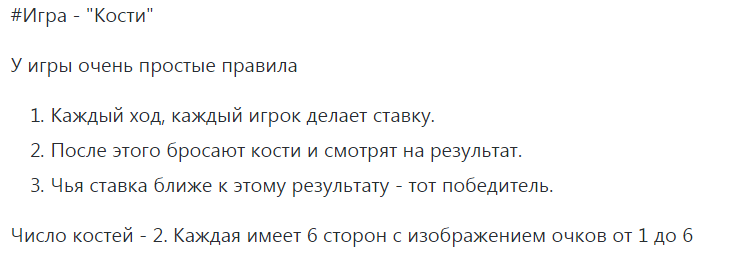 #Игра - "Кости"
У игры очень простые правила
1. Каждый ход, каждый игрок делает ставку.
2. После этого бросают кости и смотрят на результат.
3. Чья ставка ближе к этому результату - тот победитель.
Число костей - 2. Каждая имеет 6 сторон с изображением очков от 1 до 6